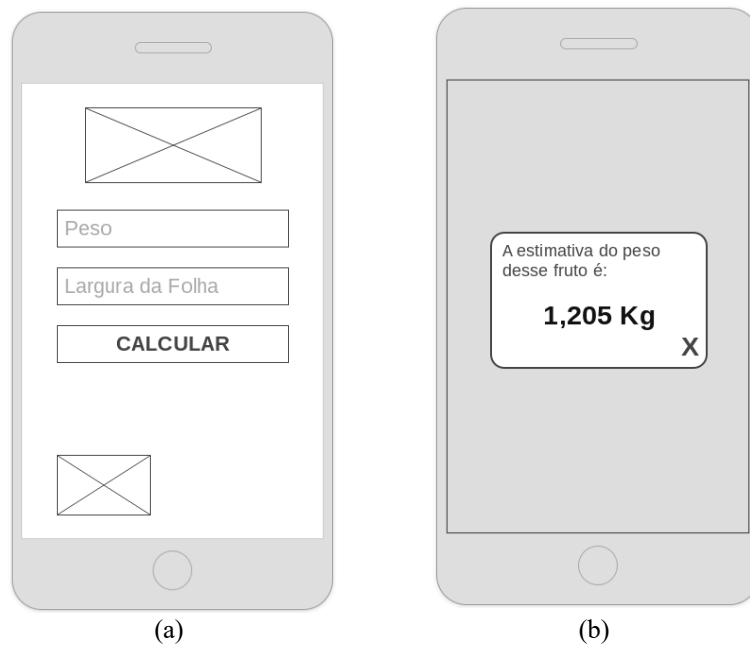 Peso
Largura da Folha
CALCULAR
(a)
A estimativa do peso
desse fruto é:
1,205 Kg
X
(b)